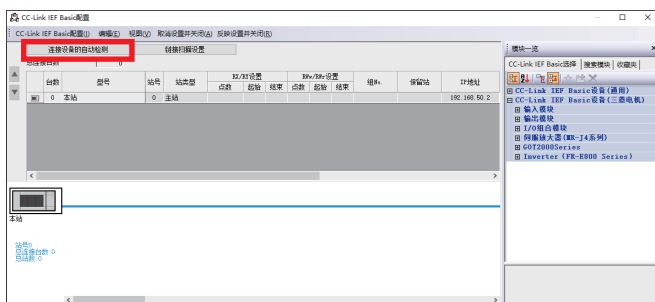 CC-Link IEF Basic配置
CC-Link IEF Basic配置(I) 编辑(E) 视图(V) 取消设置并关闭(A) 反映设置并关闭(R)
连接设备的自动检测 链接扫描设置
总连接台数 0
台数 型号 站号 站类型 RX/RY设置 RWw/RWr设置 组No. 保留站 IP地址
点数 起始 结束 点数 起始 结束
0 本站 0 主站 192.168.50.2
本站
站号0
总连接台数:0
总站数:0
模块一览 ×
CC-Link IEF Basic选择 搜索模块 收藏夹
CC-Link IEF Basic设备(通用)
CC-Link IEF Basic设备(三菱电机)
输入模块
输出模块
I/O组合模块
伺服放大器(MR-J4系列)
GOT2000Series
Inverter (FR-E800 Series)